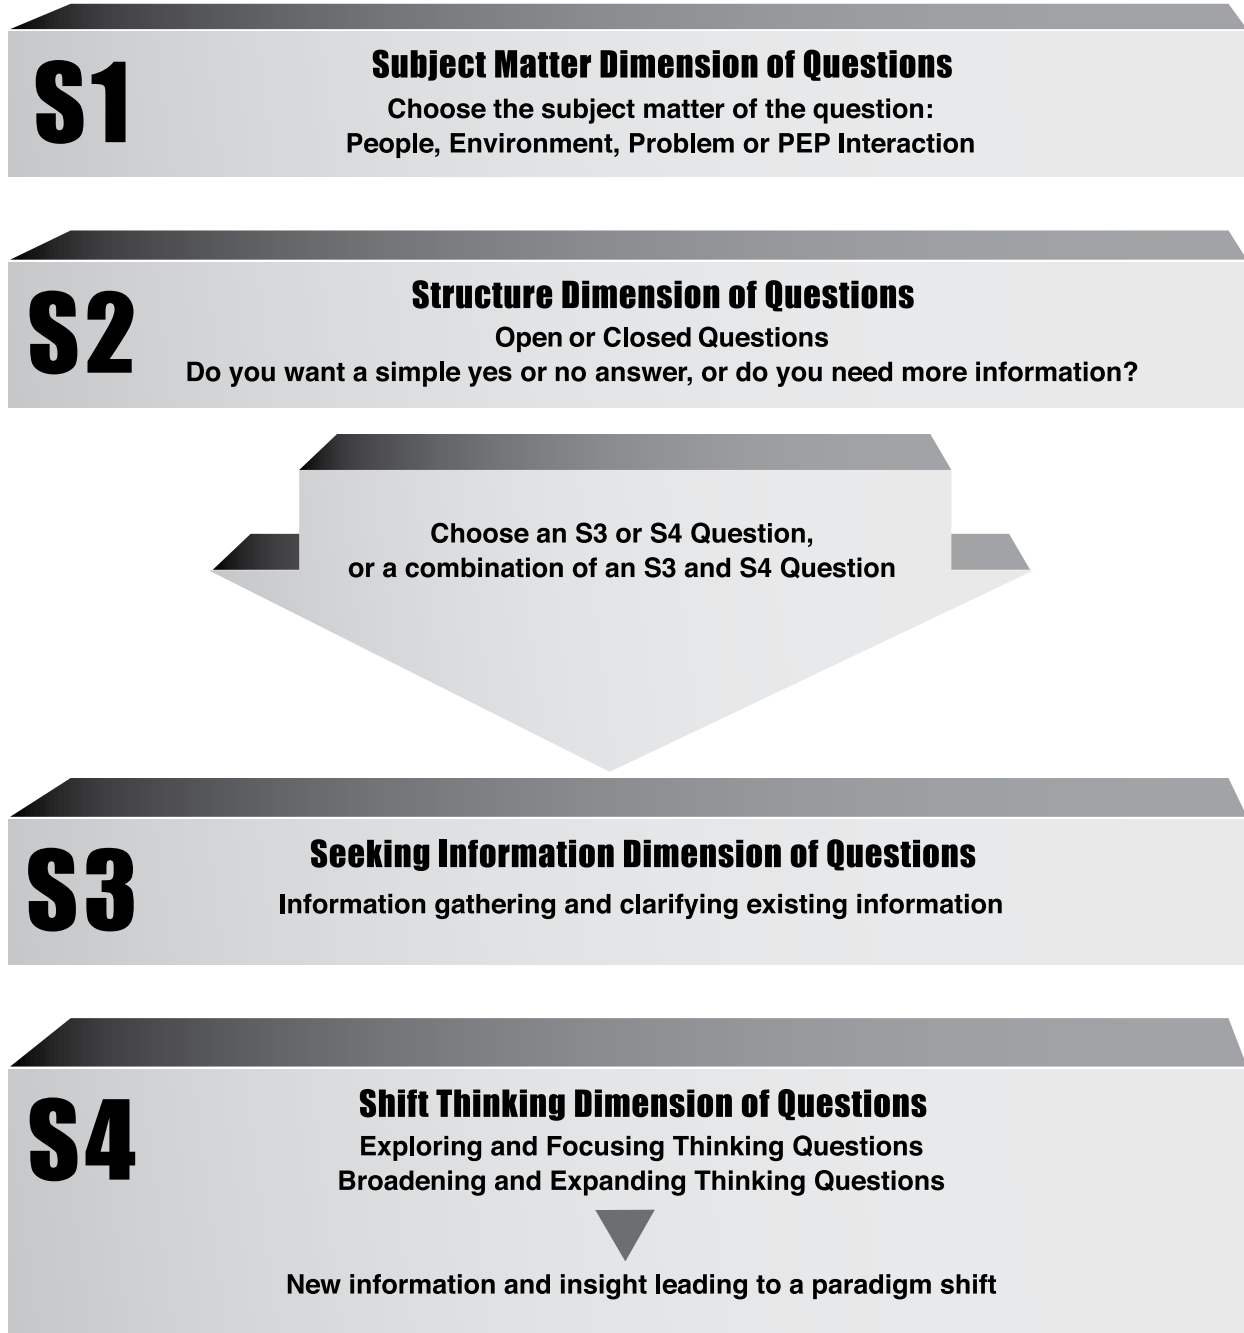 S1
Subject Matter Dimension of Questions
Choose the subject matter of the question:
People, Environment, Problem or PEP Interaction
S2
Structure Dimension of Questions
Open or Closed Questions
Do you want a simple yes or no answer, or do you need more information?
Choose an S3 or S4 Question,
or a combination of an S3 and S4 Question
S3
Seeking Information Dimension of Questions
Information gathering and clarifying existing information
S4
Shift Thinking Dimension of Questions
Exploring and Focusing Thinking Questions
Broadening and Expanding Thinking Questions
New information and insight leading to a paradigm shift